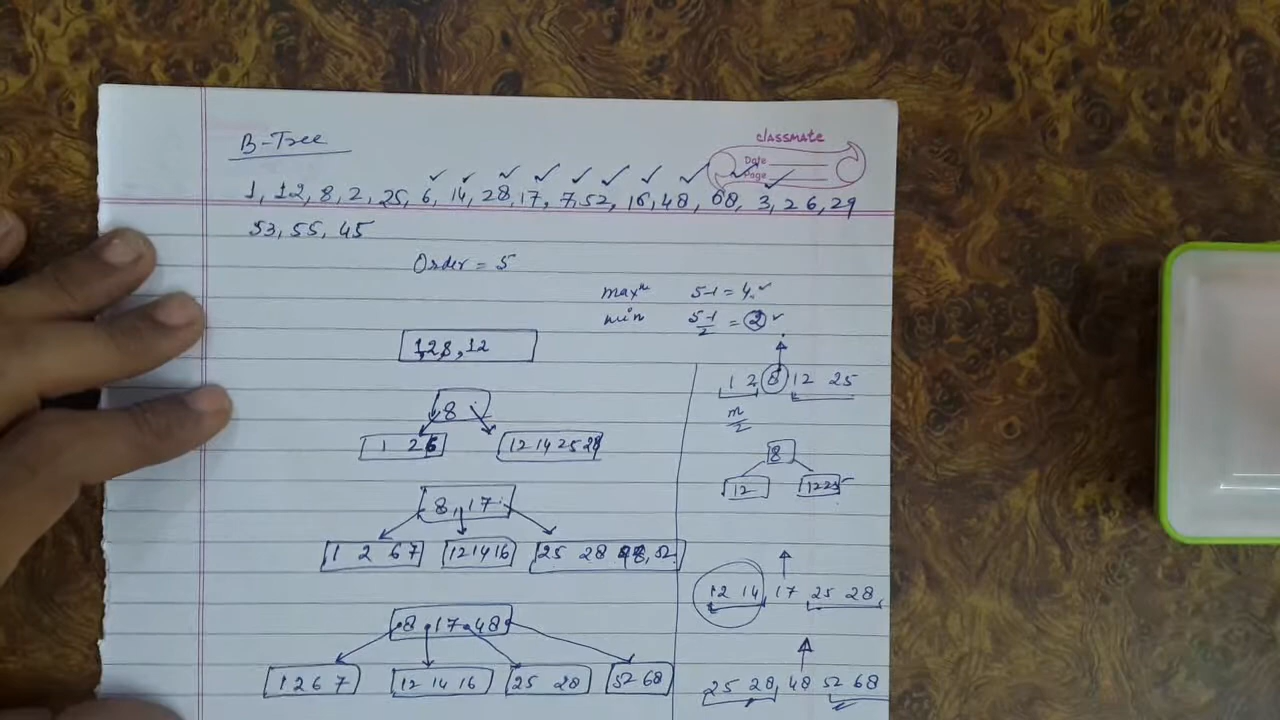 B-Tree
classmate
Date
Page
1, 12, 8, 2, 25, 6, 14, 28, 17, 7, 52, 16, 48, 68, 3, 26, 29
53, 55, 45
Order = 5
max^m 5-1 = 4
min 5-1/2 = 2
1,2,8,12
1 2 8 12 25
m/2
8
1 2 6
12 14 25 28
8
12
12 25
8, 17
1 2 6 7
12 14 16
25 28 48, 52
12 14 17 25 28
8 17 48
1 2 6 7
12 14 16
25 28
52 68
25 28 48 52 68